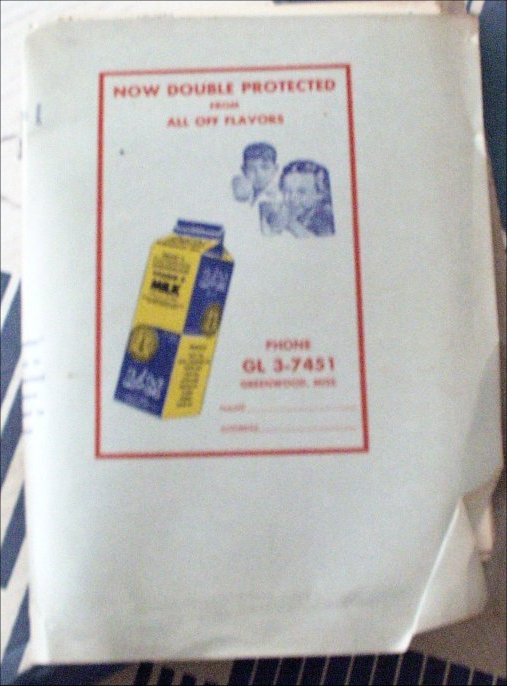 NOW DOUBLE PROTECTED
FROM
ALL OFF FLAVORS
MILK
PHONE
GL 3-7451
GREENWOOD, MISS
NAME
ADDRESS